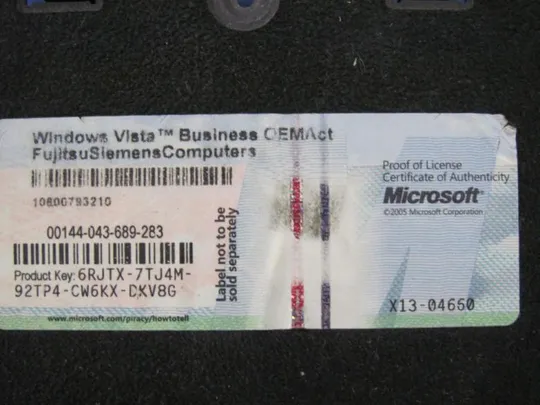 Windows Vista™ Business OEMAct
FujitsuSiemensComputers
10600793210
00144-043-689-283
Product Key: 6RJTX-7TJ4M-
92TP4-CW6KX-DKV8G
www.microsoft.com/piracy/howtotell
Label not to be
sold separately
Proof of License
Certificate of Authenticity
Microsoft®
©2005 Microsoft Corporation
X13-04660